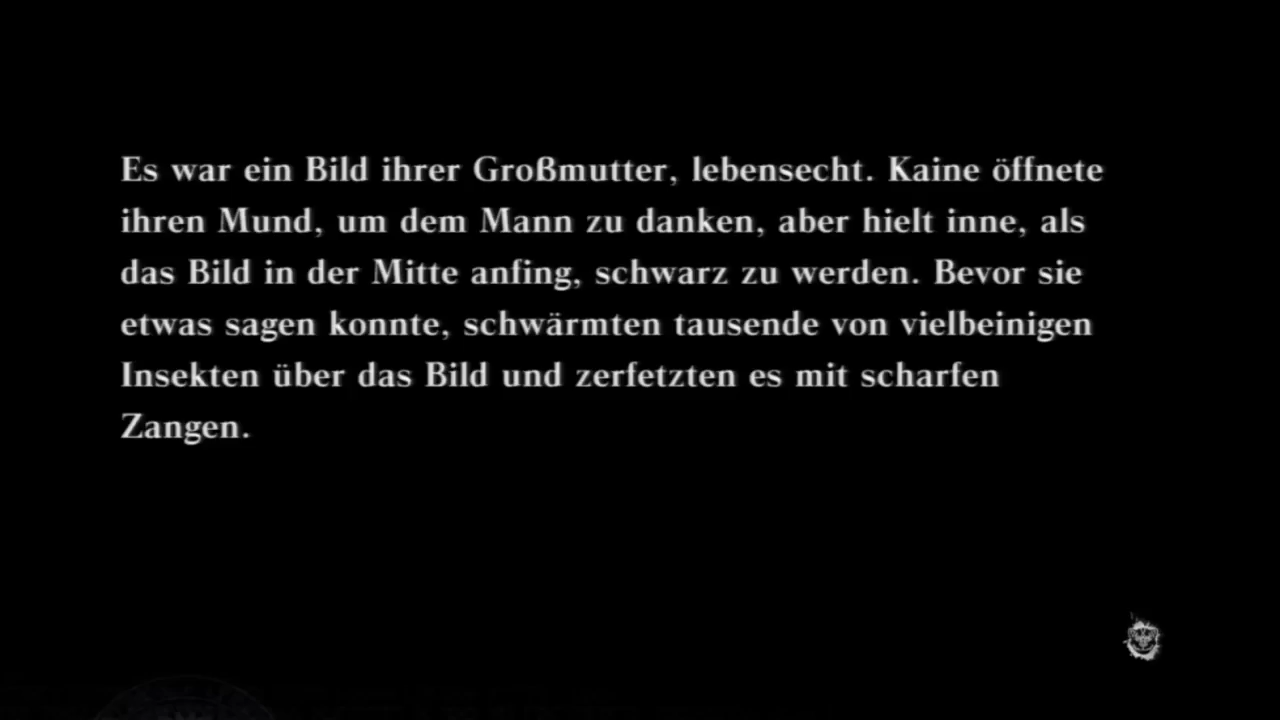 Es war ein Bild ihrer Großmutter, lebensecht. Kaine öffnete
ihren Mund, um dem Mann zu danken, aber hielt inne, als
das Bild in der Mitte anfing, schwarz zu werden. Bevor sie
etwas sagen konnte, schwärmten tausende von vielbeinigen
Insekten über das Bild und zerfetzten es mit scharfen
Zangen.